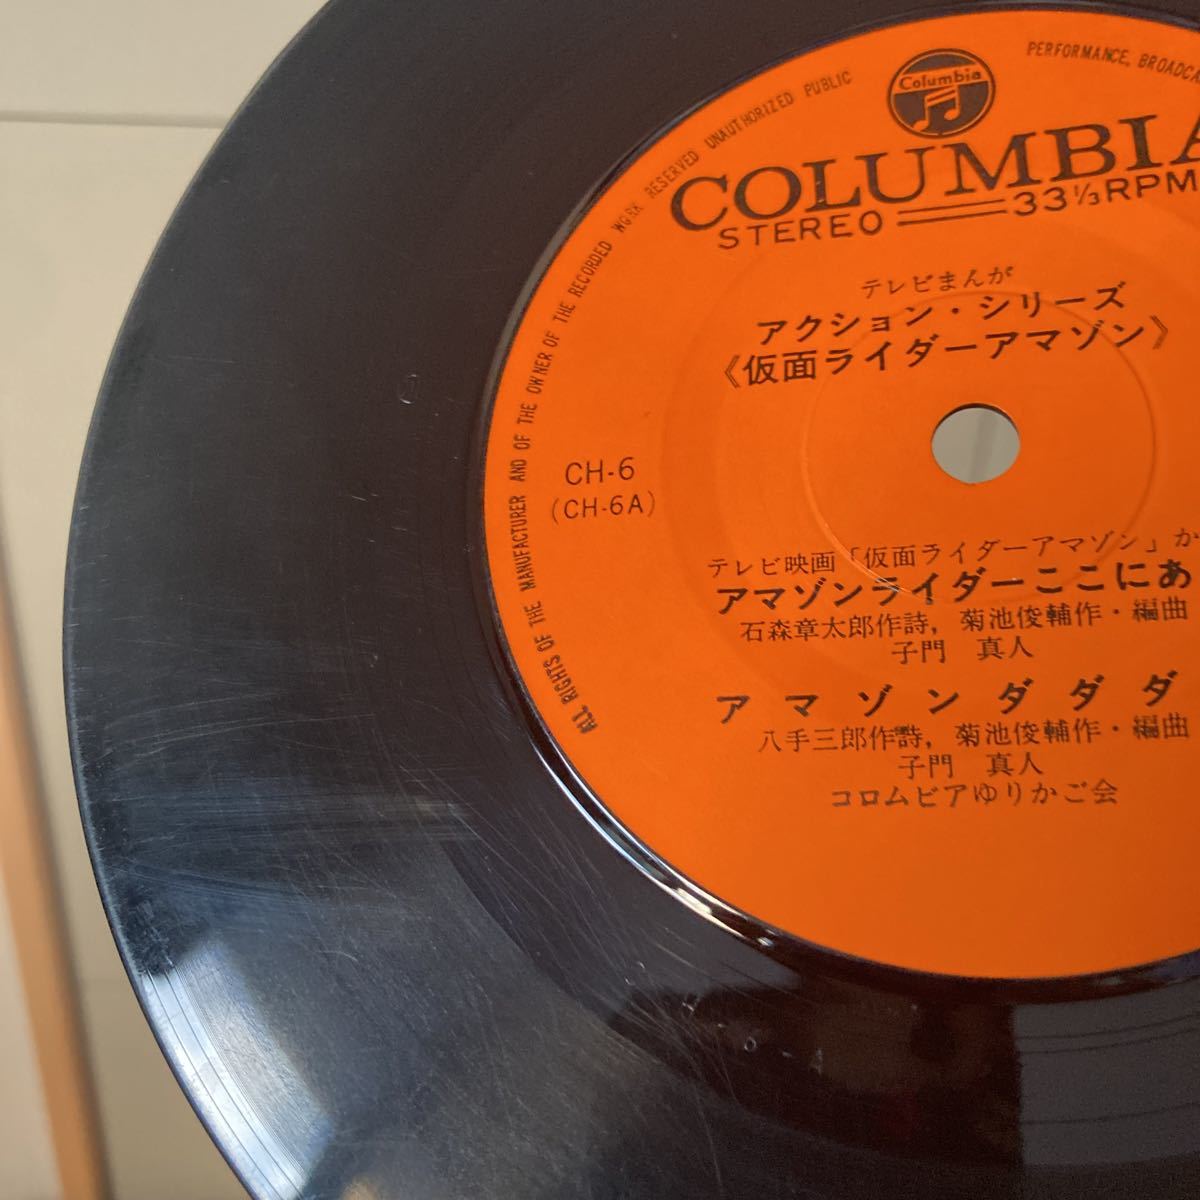 Columbia
COLUMBIA
STEREO 33⅓RPM
テレビまんが
アクション・シリーズ
《仮面ライダーアマゾン》
CH-6
(CH-6A)
テレビ映画「仮面ライダーアマゾン」か
アマゾンライダーここにあ
石森章太郎作詩, 菊池俊輔作・編曲
子門 真人
アマゾンダダダ
八手三郎作詩, 菊池俊輔作・編曲
子門 真人
コロムビアゆりかご会
ALL RIGHTS OF THE MANUFACTURER AND OF THE OWNER OF THE RECORDED WORK RESERVED UNAUTHORIZED PUBLIC PERFORMANCE, BROADCA